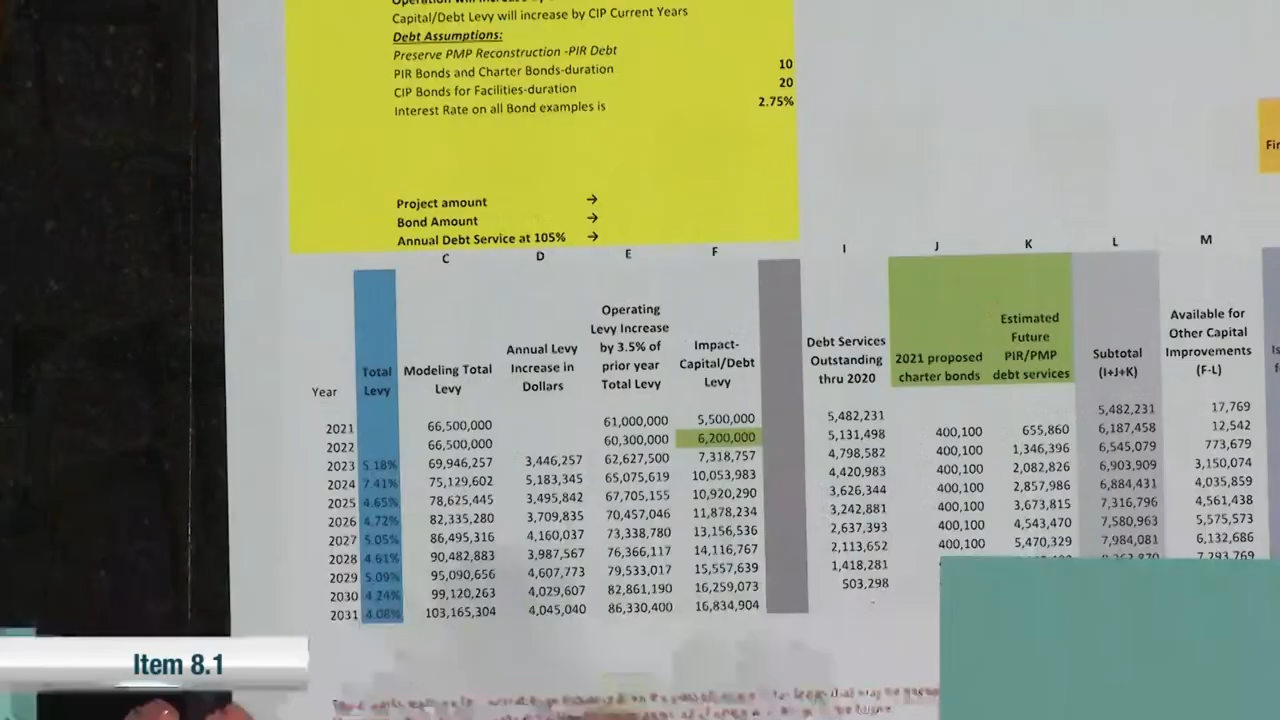 Capital/Debt Levy will increase by CIP Current Years
Debt Assumptions:
Preserve PMP Reconstruction -PIR Debt
PIR Bonds and Charter Bonds-duration 10
CIP Bonds for Facilities-duration 20
Interest Rate on all Bond examples is 2.75%
Project amount →
Bond Amount →
Annual Debt Service at 105% →
C D E F I J K L M
Year
Total Levy
Modeling Total Levy
Annual Levy Increase in Dollars
Operating Levy Increase by 3.5% of prior year Total Levy
Impact- Capital/Debt Levy
Debt Services Outstanding thru 2020
2021 proposed charter bonds
Estimated Future PIR/PMP debt services
Subtotal (I+J+K)
Available for Other Capital Improvements (F-L)
2021 66,500,000 61,000,000 5,500,000 5,482,231 5,482,231 17,769
2022 66,500,000 60,300,000 6,200,000 5,131,498 400,100 655,860 6,187,458 12,542
2023 5.18% 69,946,257 3,446,257 62,627,500 7,318,757 4,798,582 400,100 1,346,396 6,545,079 773,679
2024 7.41% 75,129,602 5,183,345 65,075,619 10,053,983 4,420,983 400,100 2,082,826 6,903,909 3,150,074
2025 4.65% 78,625,445 3,495,842 67,705,155 10,920,290 3,626,344 400,100 2,857,986 6,884,431 4,035,859
2026 4.72% 82,335,280 3,709,835 70,457,046 11,878,234 3,242,881 400,100 3,673,815 7,316,796 4,561,438
2027 5.05% 86,495,316 4,160,037 73,338,780 13,156,536 2,637,393 400,100 4,543,470 7,580,963 5,575,573
2028 4.61% 90,482,883 3,987,567 76,366,117 14,116,767 2,113,652 400,100 5,470,329 7,984,081 6,132,686
2029 5.09% 95,090,656 4,607,773 79,533,017 15,557,639 1,418,281 7,293,769
2030 4.24% 99,120,263 4,029,607 82,861,190 16,259,073 503,298
2031 4.08% 103,165,304 4,045,040 86,330,400 16,834,904
Item 8.1